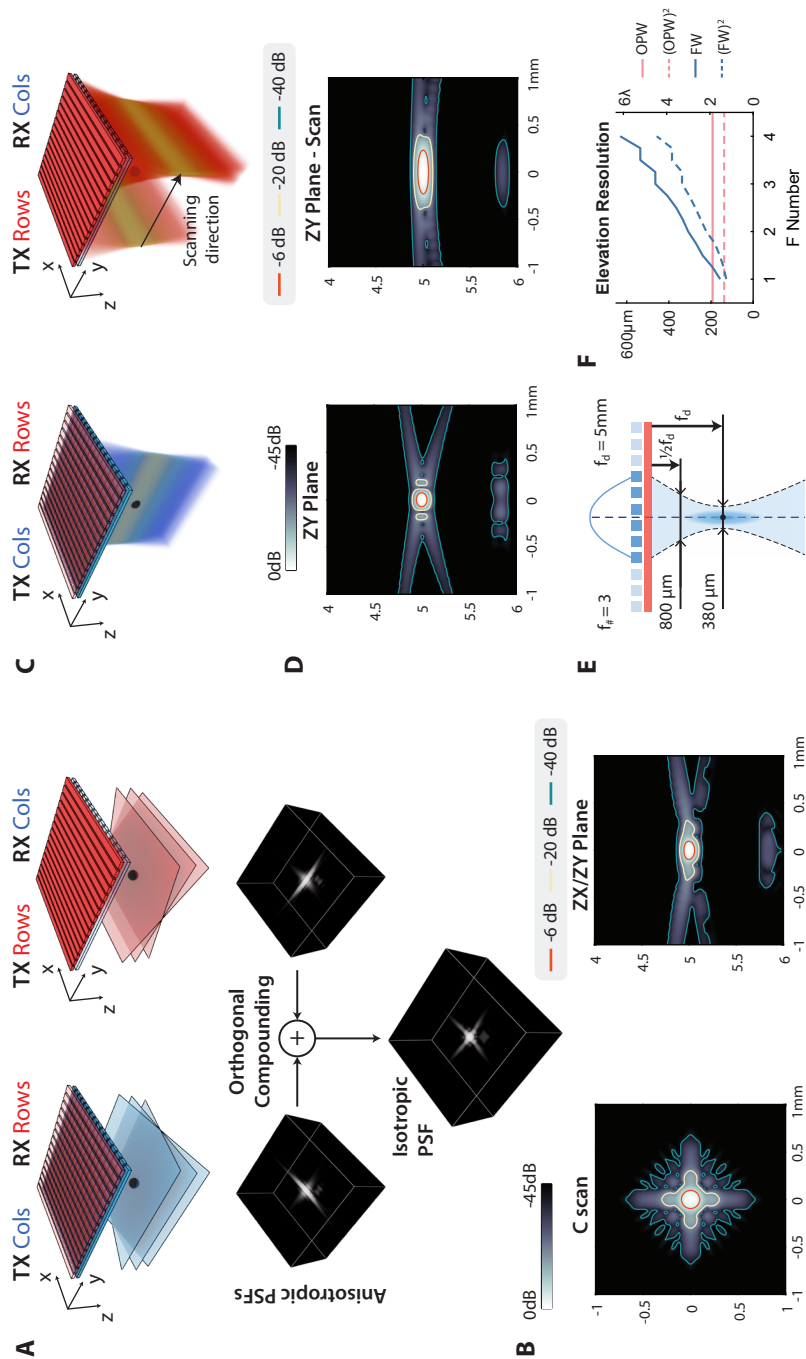 A
TX Cols RX Rows
x
y
z
TX Rows RX Cols
x
y
z
Anisotropic PSFs
Orthogonal
Compounding
+
Isotropic
PSF
B
0dB -45dB
C scan
-1
-0.5
0
0.5
1
-1 -0.5 0 0.5 1mm
-6 dB -20 dB -40 dB
ZX/ZY Plane
4
4.5
5
5.5
6
-1 -0.5 0 0.5 1mm
C
TX Cols RX Rows
x
y
z
TX Rows RX Cols
x
y
z
Scanning
direction
D
0dB -45dB
ZY Plane
4
4.5
5
5.5
6
-1 -0.5 0 0.5 1mm
-6 dB -20 dB -40 dB
ZY Plane - Scan
4
4.5
5
5.5
6
-1 -0.5 0 0.5 1mm
E
f# = 3
fd = 5mm
800 µm
½fd
380 µm
fd
F
Elevation Resolution
600µm
400
200
0
6λ
4
2
0
1 2 3 4
F Number
OPW
(OPW)²
FW
(FW)²